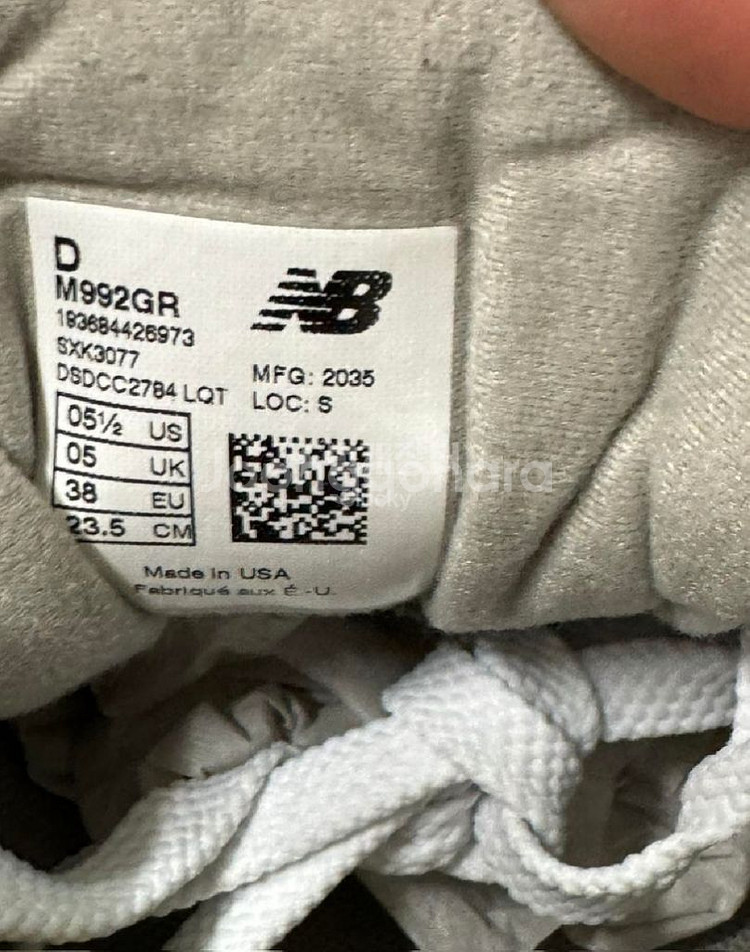 D
M992GR
193684426973
SXK3077
DSDCC2784 LQT
NB
MFG: 2035
LOC: S
05½ US
05 UK
38 EU
23.5 CM
Made in USA
Fabriqué aux É.-U.